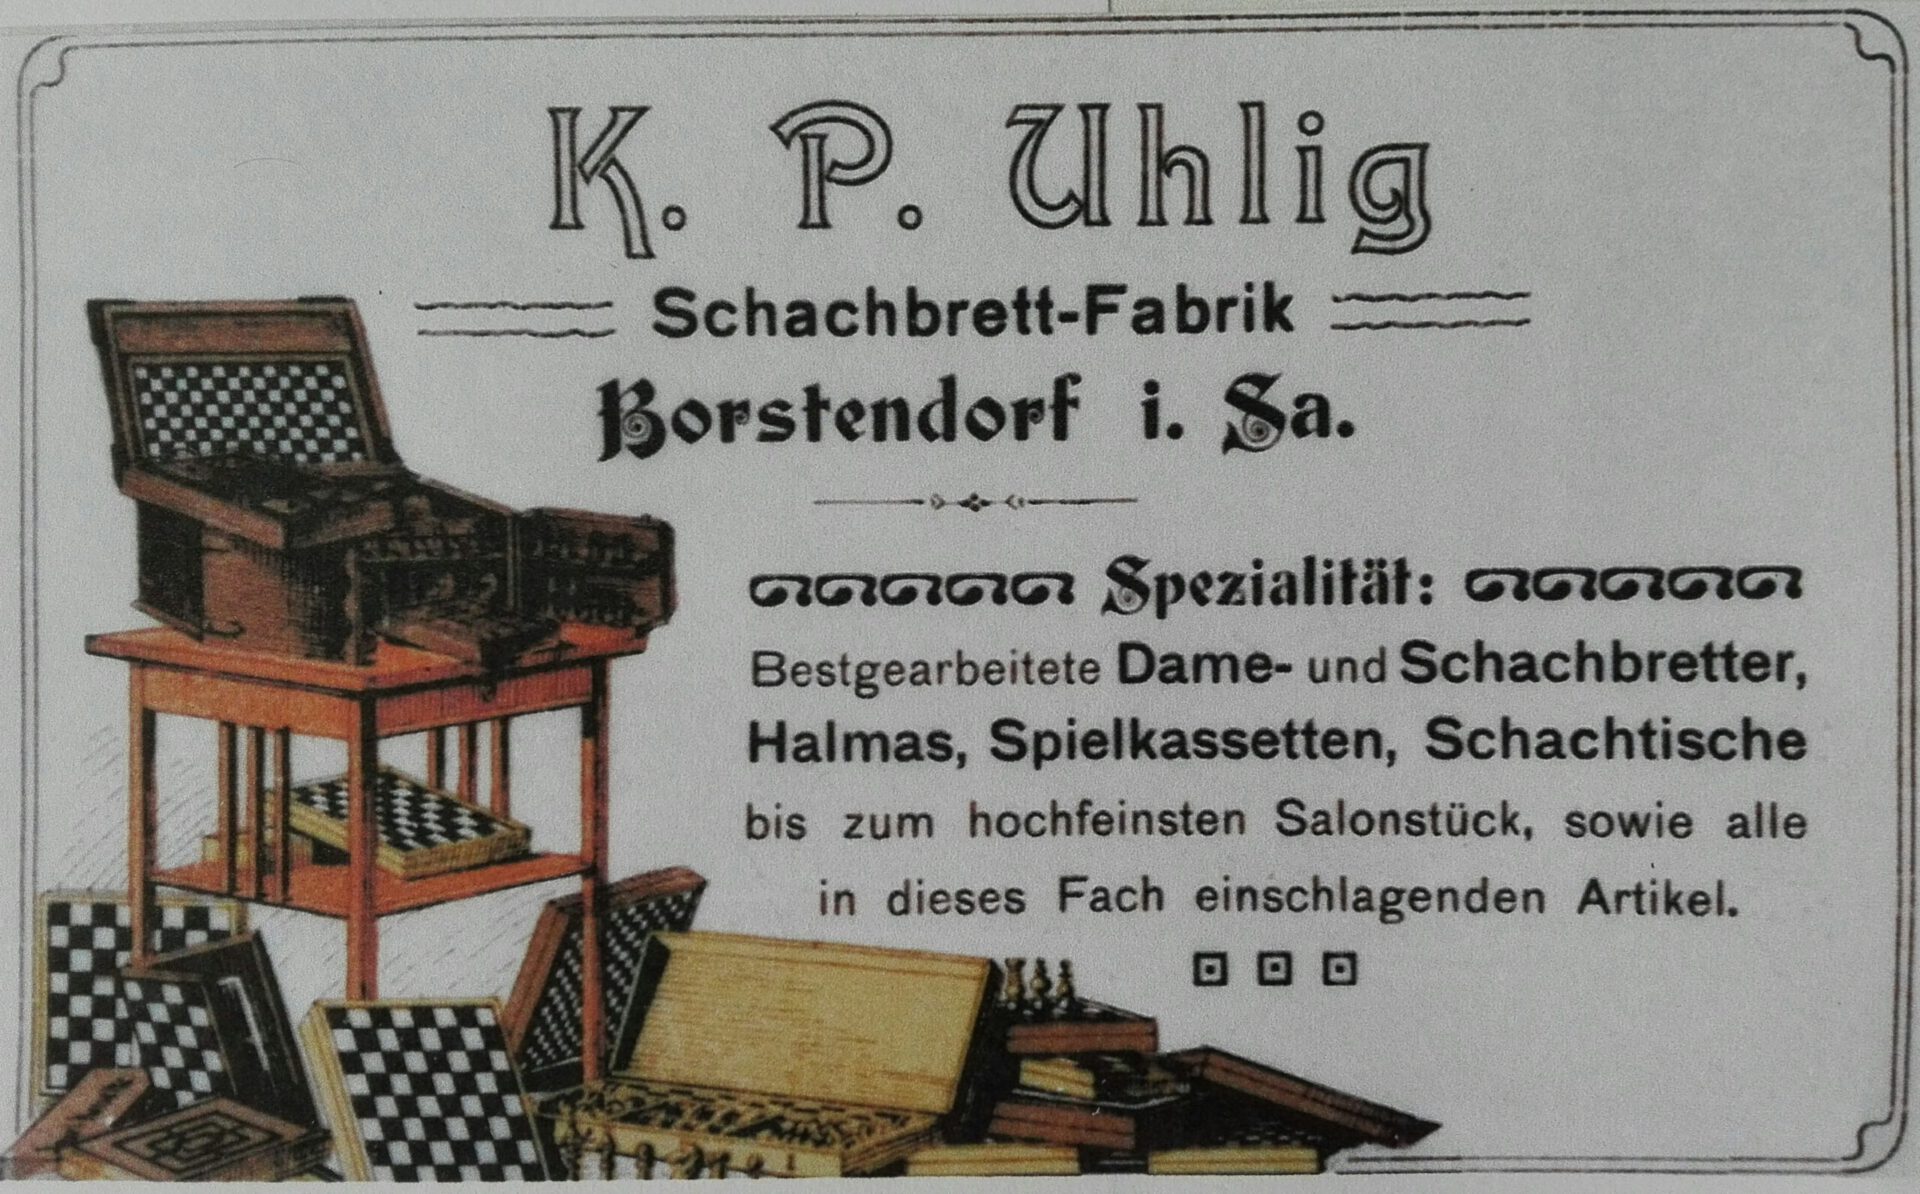 K. P. Uhlig
Schachbrett-Fabrik
Borstendorf i. Sa.
Spezialität:
Bestgearbeitete Dame- und Schachbretter,
Halmas, Spielkassetten, Schachtische
bis zum hochfeinsten Salonstück, sowie alle
in dieses Fach einschlagenden Artikel.